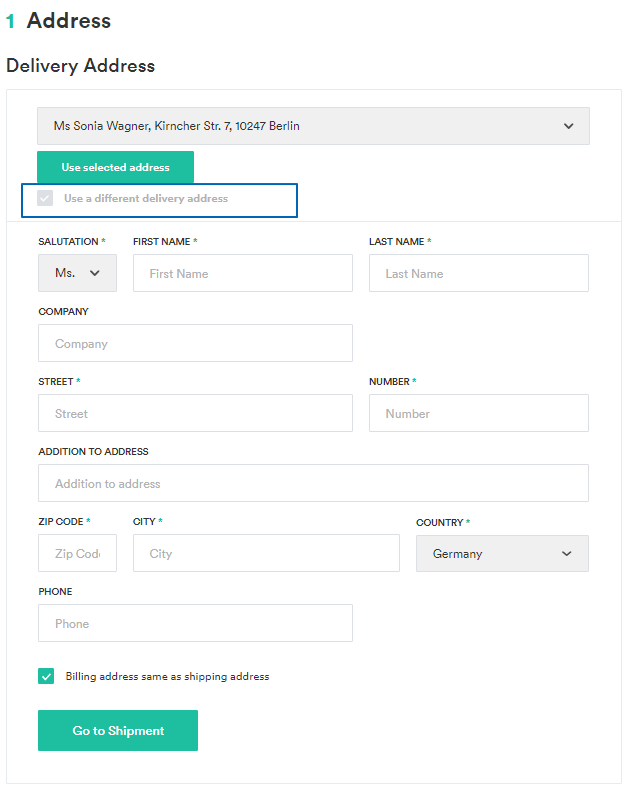 1 Address
Delivery Address
Ms Sonia Wagner, Kirncher Str. 7, 10247 Berlin
Use selected address
Use a different delivery address
SALUTATION * FIRST NAME * LAST NAME *
Ms. First Name Last Name
COMPANY
Company
STREET * NUMBER *
Street Number
ADDITION TO ADDRESS
Addition to address
ZIP CODE * CITY * COUNTRY *
Zip Code City Germany
PHONE
Phone
Billing address same as shipping address
Go to Shipment